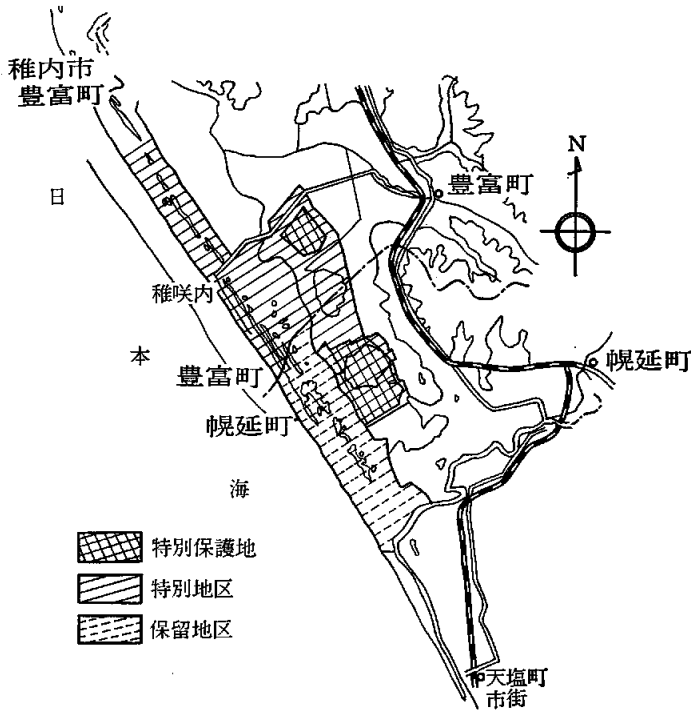 稚内市
豊富町
N
豊富町
日
稚咲内
本
豊富町
幌延町
幌延町
海
特別保護地
特別地区
保留地区
天塩町
市街